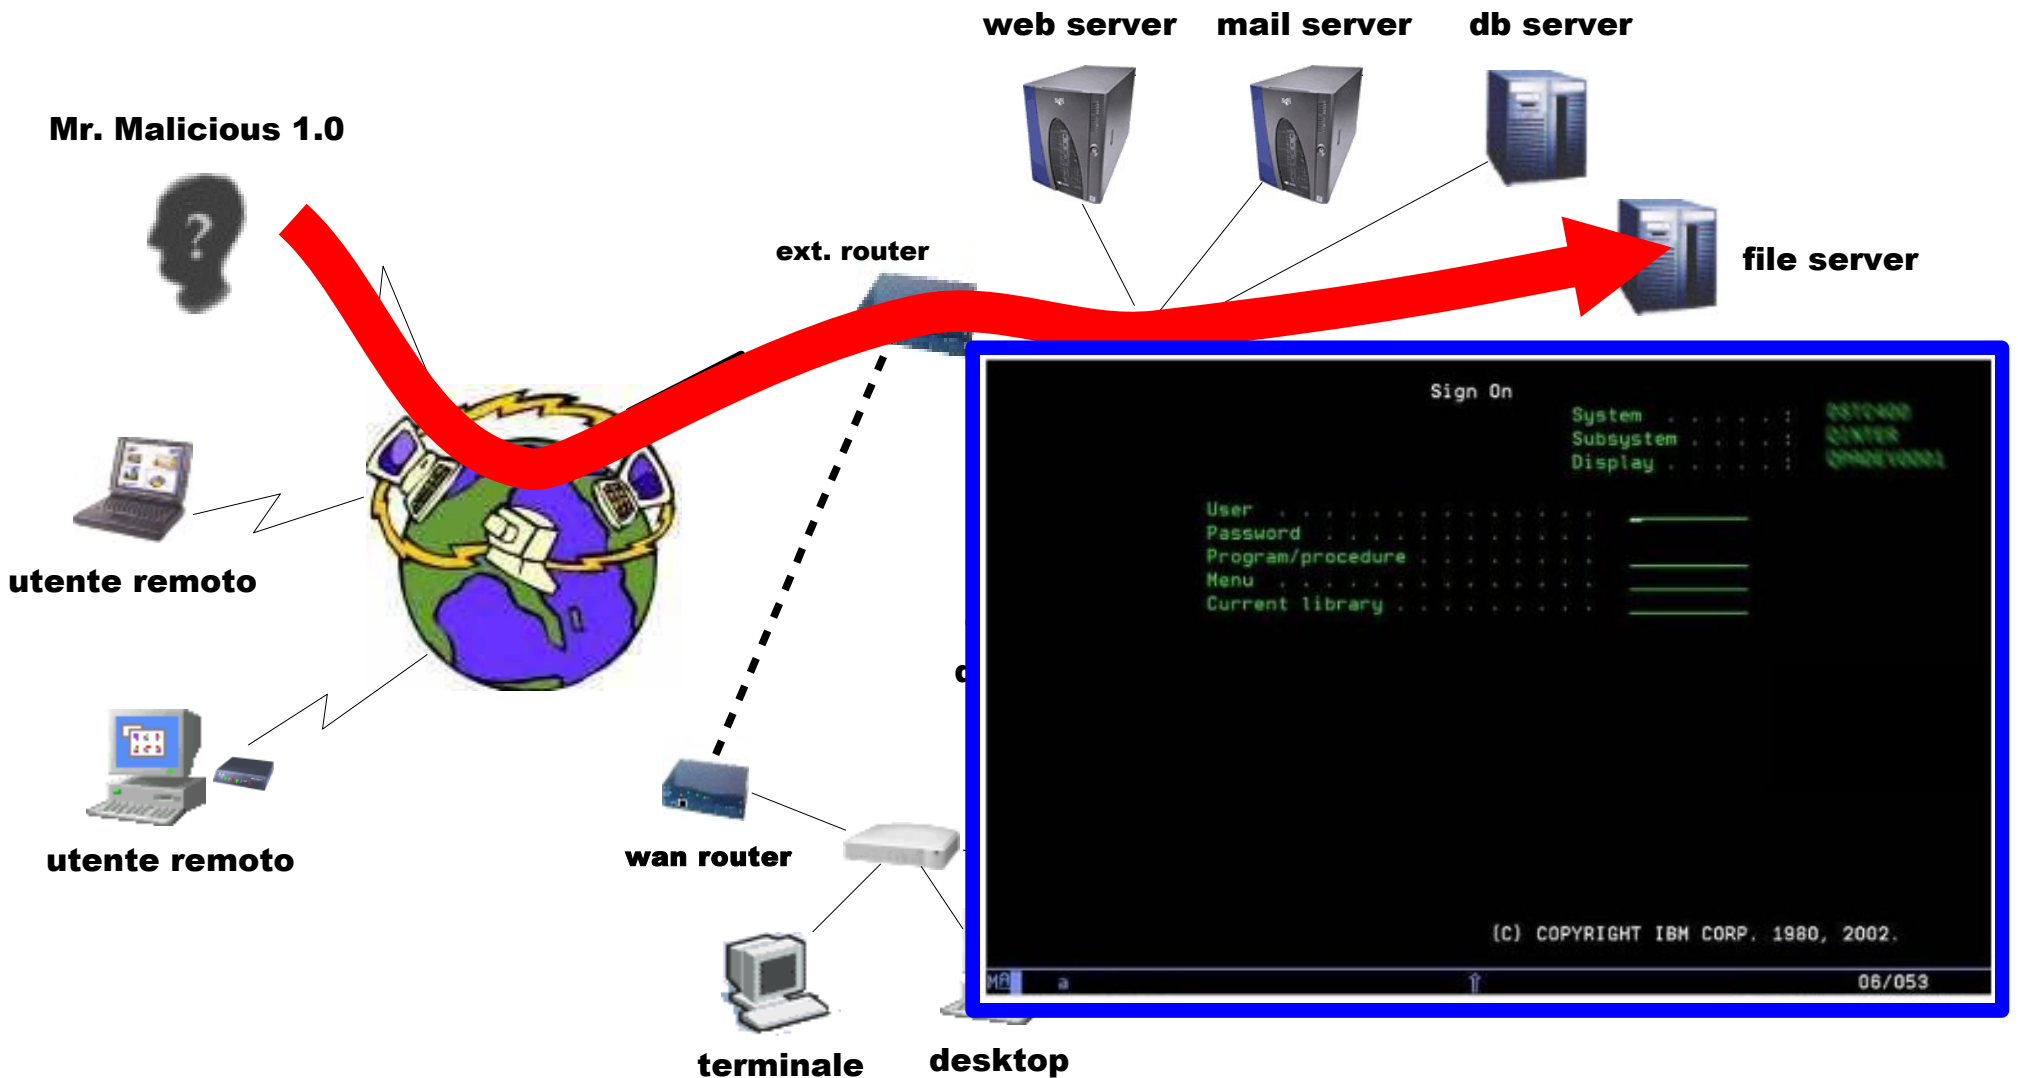 web server
mail server
db server
Mr. Malicious 1.0
?
ext. router
file server
Sign On
System . . . . . :
Subsystem . . . . :
Display . . . . . :
User . . . . . . . . . . . . . .
Password . . . . . . . . . . . .
Program/procedure . . . . . . . .
Menu . . . . . . . . . . . . . .
Current library . . . . . . . . .
utente remoto
utente remoto
wan router
(C) COPYRIGHT IBM CORP. 1980, 2002.
MA a 06/053
terminale
desktop